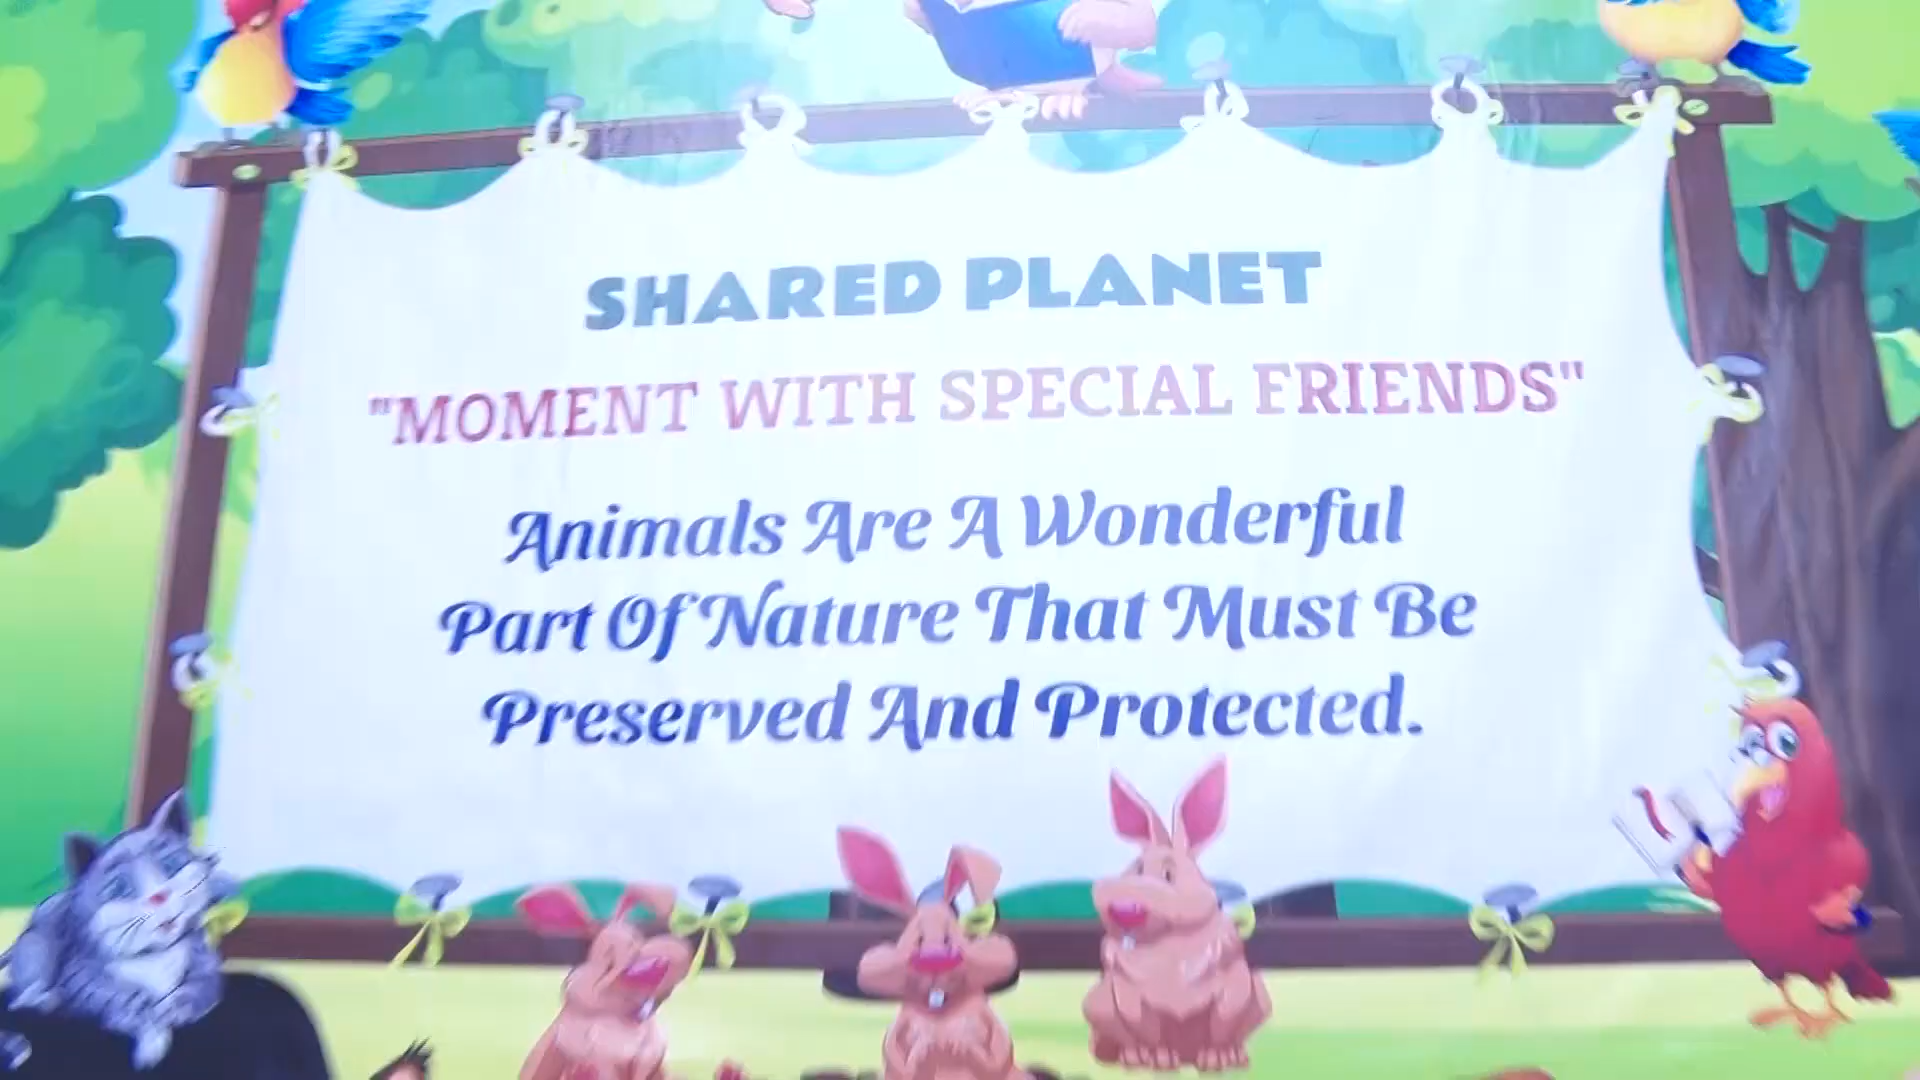 SHARED PLANET
"MOMENT WITH SPECIAL FRIENDS"
Animals Are A Wonderful
Part Of Nature That Must Be
Preserved And Protected.